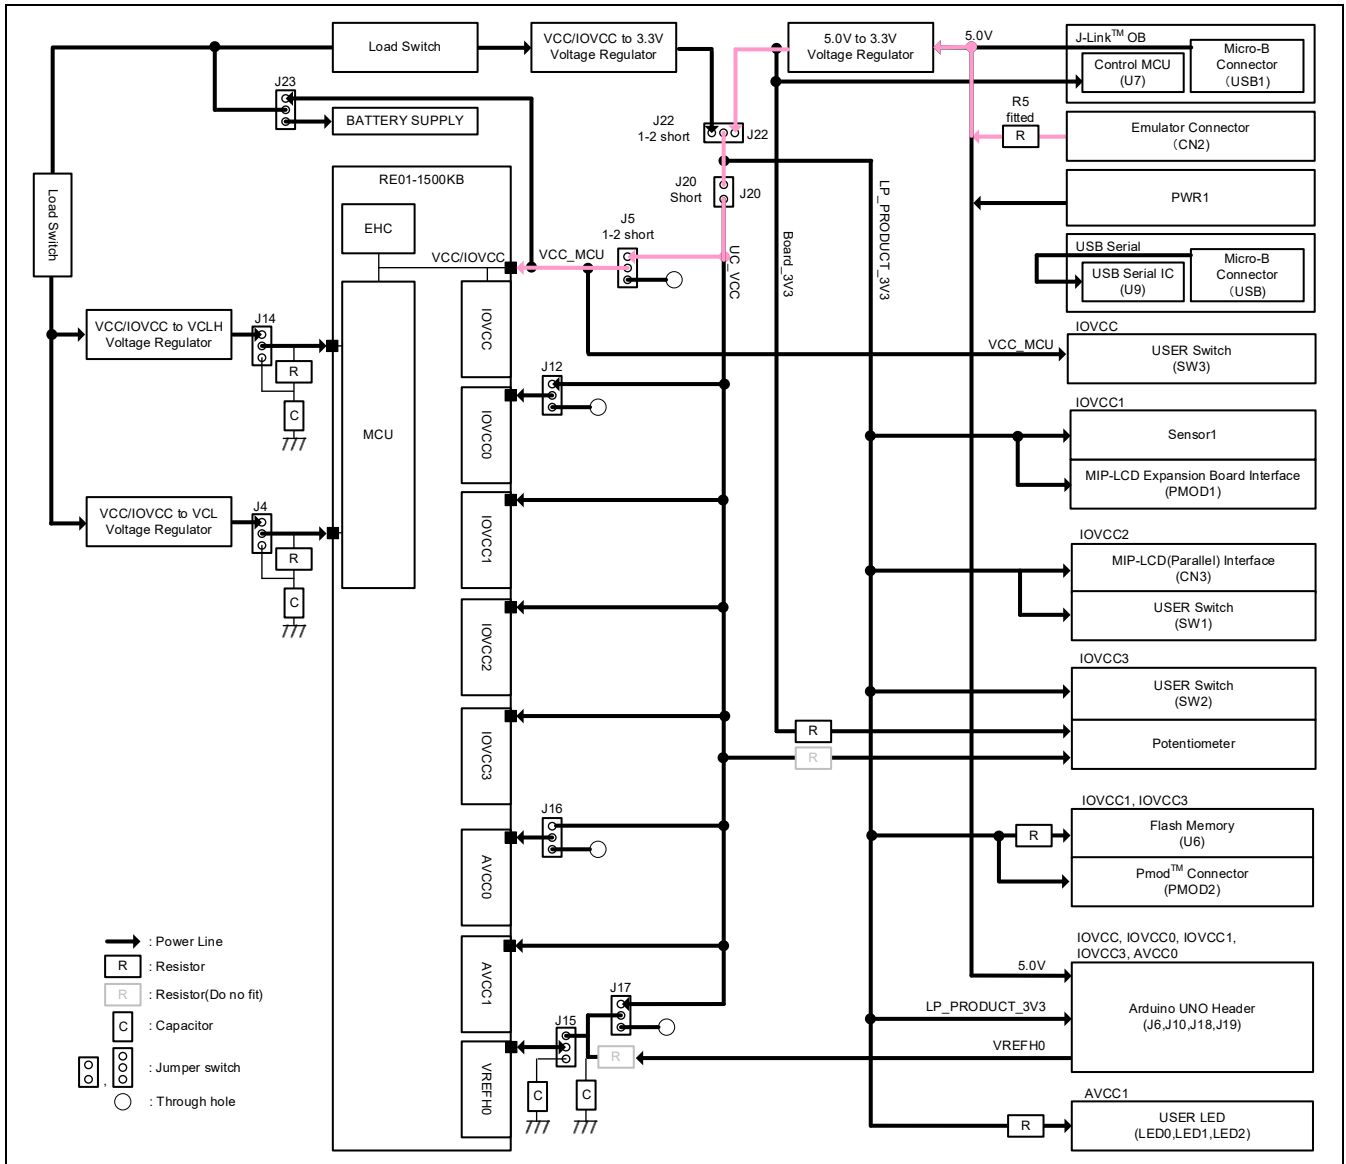 Load Switch
VCC/IOVCC to 3.3V
Voltage Regulator
5.0V to 3.3V
Voltage Regulator
5.0V
J-Link™ OB
Control MCU
(U7)
Micro-B
Connector
(USB1)
J23
BATTERY SUPPLY
J22
1-2 short
J22
R5
fitted
R
Emulator Connector
(CN2)
Load Switch
RE01-1500KB
EHC
MCU
VCC/IOVCC
VCC_MCU
J5
1-2 short
J20
Short
J20
UC_VCC
Board_3V3
LP_PRODUCT_3V3
PWR1
USB Serial
USB Serial IC
(U9)
Micro-B
Connector
(USB)
VCC/IOVCC to VCLH
Voltage Regulator
J14
R
C
IOVCC
J12
IOVCC0
VCC_MCU
IOVCC
USER Switch
(SW3)
IOVCC1
Sensor1
MIP-LCD Expansion Board Interface
(PMOD1)
VCC/IOVCC to VCL
Voltage Regulator
J4
R
C
IOVCC1
IOVCC2
IOVCC2
MIP-LCD(Parallel) Interface
(CN3)
USER Switch
(SW1)
IOVCC3
IOVCC3
USER Switch
(SW2)
R
R
Potentiometer
J16
AVCC0
IOVCC1, IOVCC3
R
Flash Memory
(U6)
Pmod™ Connector
(PMOD2)
AVCC1
J17
J15
VREFH0
R
C
C
IOVCC, IOVCC0, IOVCC1,
IOVCC3, AVCC0
5.0V
LP_PRODUCT_3V3
VREFH0
Arduino UNO Header
(J6,J10,J18,J19)
AVCC1
R
USER LED
(LED0,LED1,LED2)
: Power Line
R : Resistor
R : Resistor(Do no fit)
C : Capacitor
, : Jumper switch
: Through hole